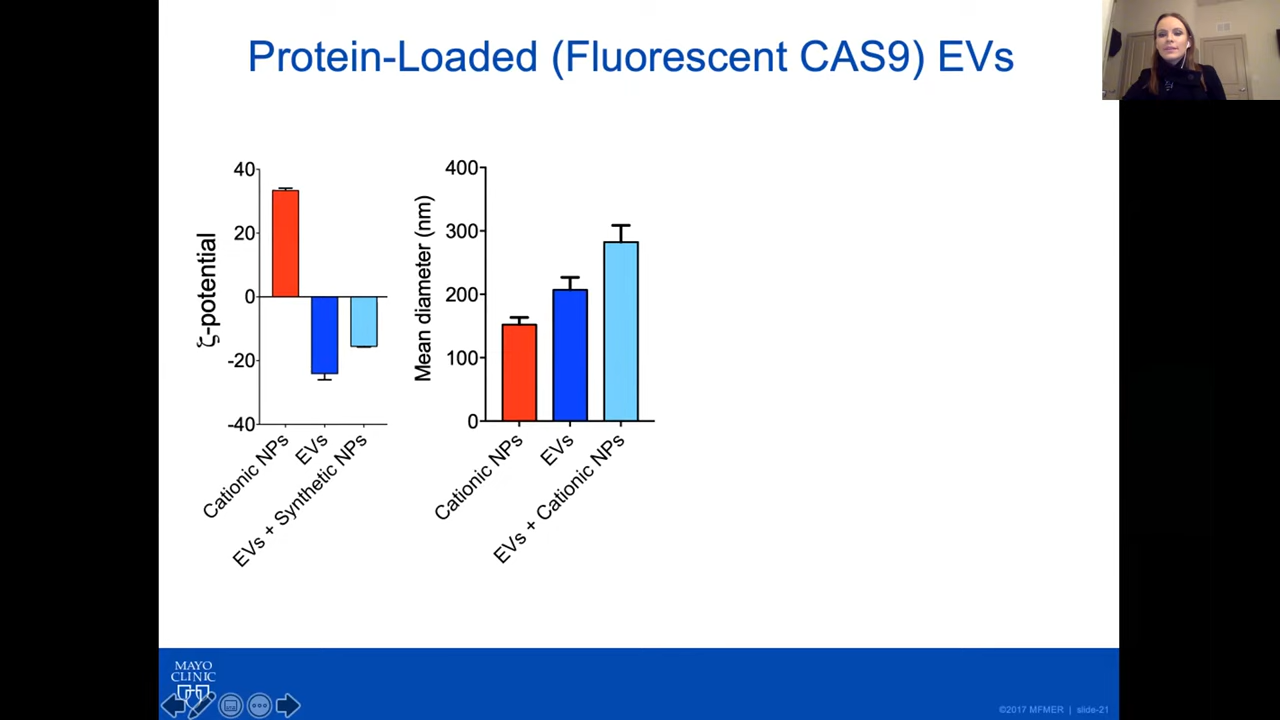 Protein-Loaded (Fluorescent CAS9) EVs
40
20
0
-20
-40
ζ-potential
Cationic NPs
EVs
EVs + Synthetic NPs
400
300
200
100
0
Mean diameter (nm)
Cationic NPs
EVs
EVs + Cationic NPs
MAYO
CLINIC
©2017 MFMER | slide-21